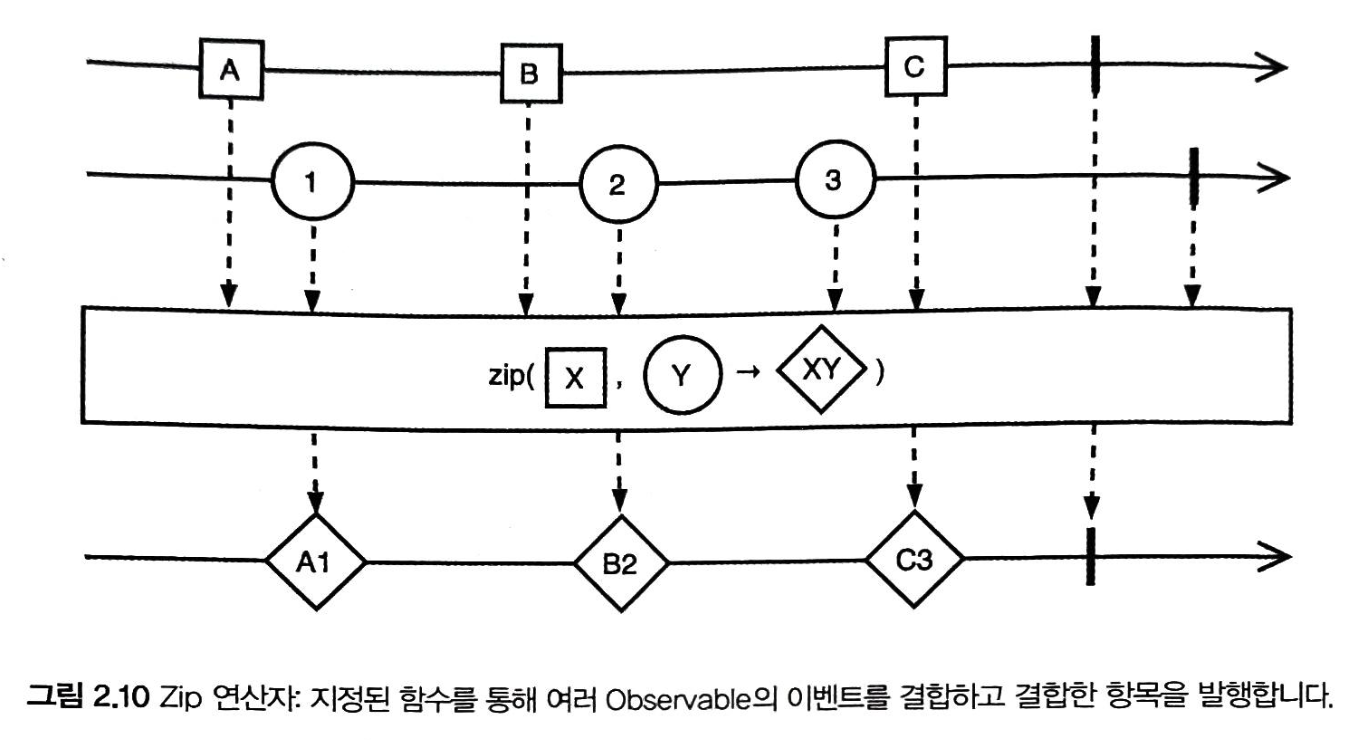 A B C
1 2 3
zip( X , Y → XY )
A1 B2 C3
그림 2.10 Zip 연산자: 지정된 함수를 통해 여러 Observable의 이벤트를 결합하고 결합한 항목을 발행합니다.